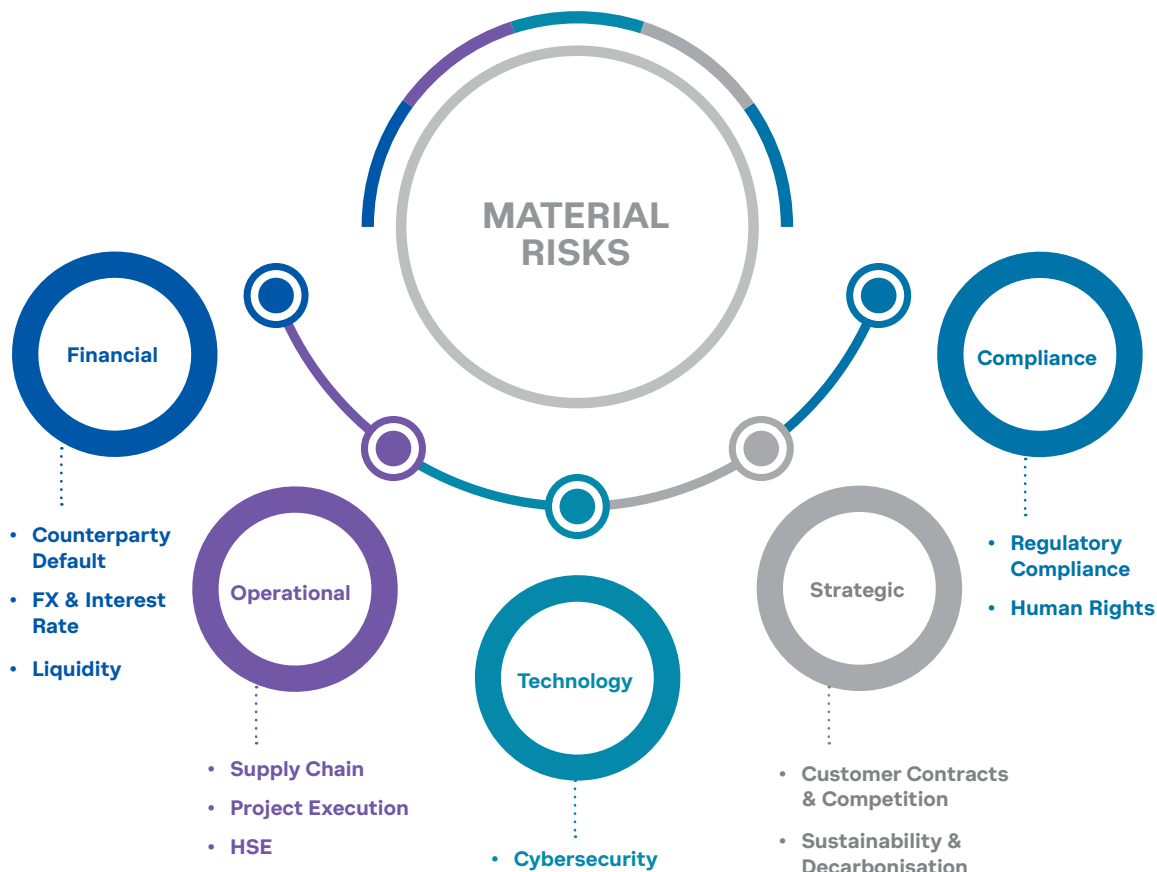 MATERIAL
RISKS
Financial
• Counterparty
Default
• FX & Interest
Rate
• Liquidity
Operational
• Supply Chain
• Project Execution
• HSE
Technology
• Cybersecurity
Strategic
• Customer Contracts
& Competition
• Sustainability &
Decarbonisation
Compliance
• Regulatory
Compliance
• Human Rights